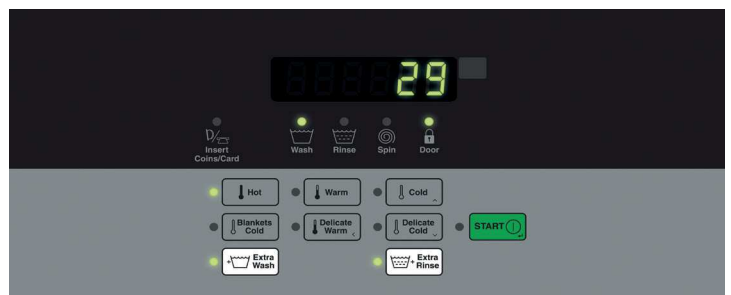 29
Insert
Coins/Card
Wash
Rinse
Spin
Door
Hot
Warm
Cold
Blankets
Cold
Delicate
Warm
Delicate
Cold
START
+ Extra
Wash
+ Extra
Rinse